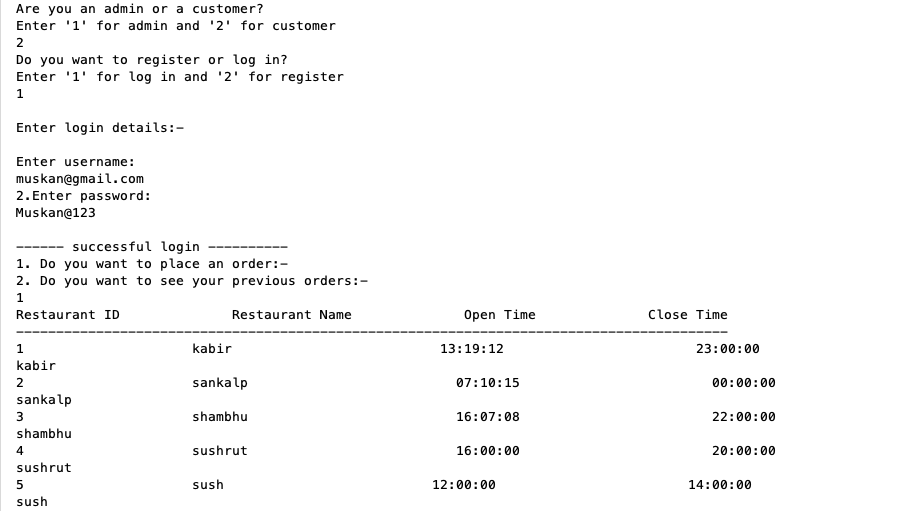 Are you an admin or a customer?
Enter '1' for admin and '2' for customer
2
Do you want to register or log in?
Enter '1' for log in and '2' for register
1
Enter login details:-
Enter username:
muskan@gmail.com
2.Enter password:
Muskan@123
------ successful login ----------
1. Do you want to place an order:-
2. Do you want to see your previous orders:-
1
Restaurant ID              Restaurant Name              Open Time              Close Time
-----------------------------------------------------------------------------------------
1                     kabir                          13:19:12                        23:00:00
kabir
2                     sankalp                          07:10:15                        00:00:00
sankalp
3                     shambhu                          16:07:08                        22:00:00
shambhu
4                     sushrut                          16:00:00                        20:00:00
sushrut
5                     sush                          12:00:00                        14:00:00
sush